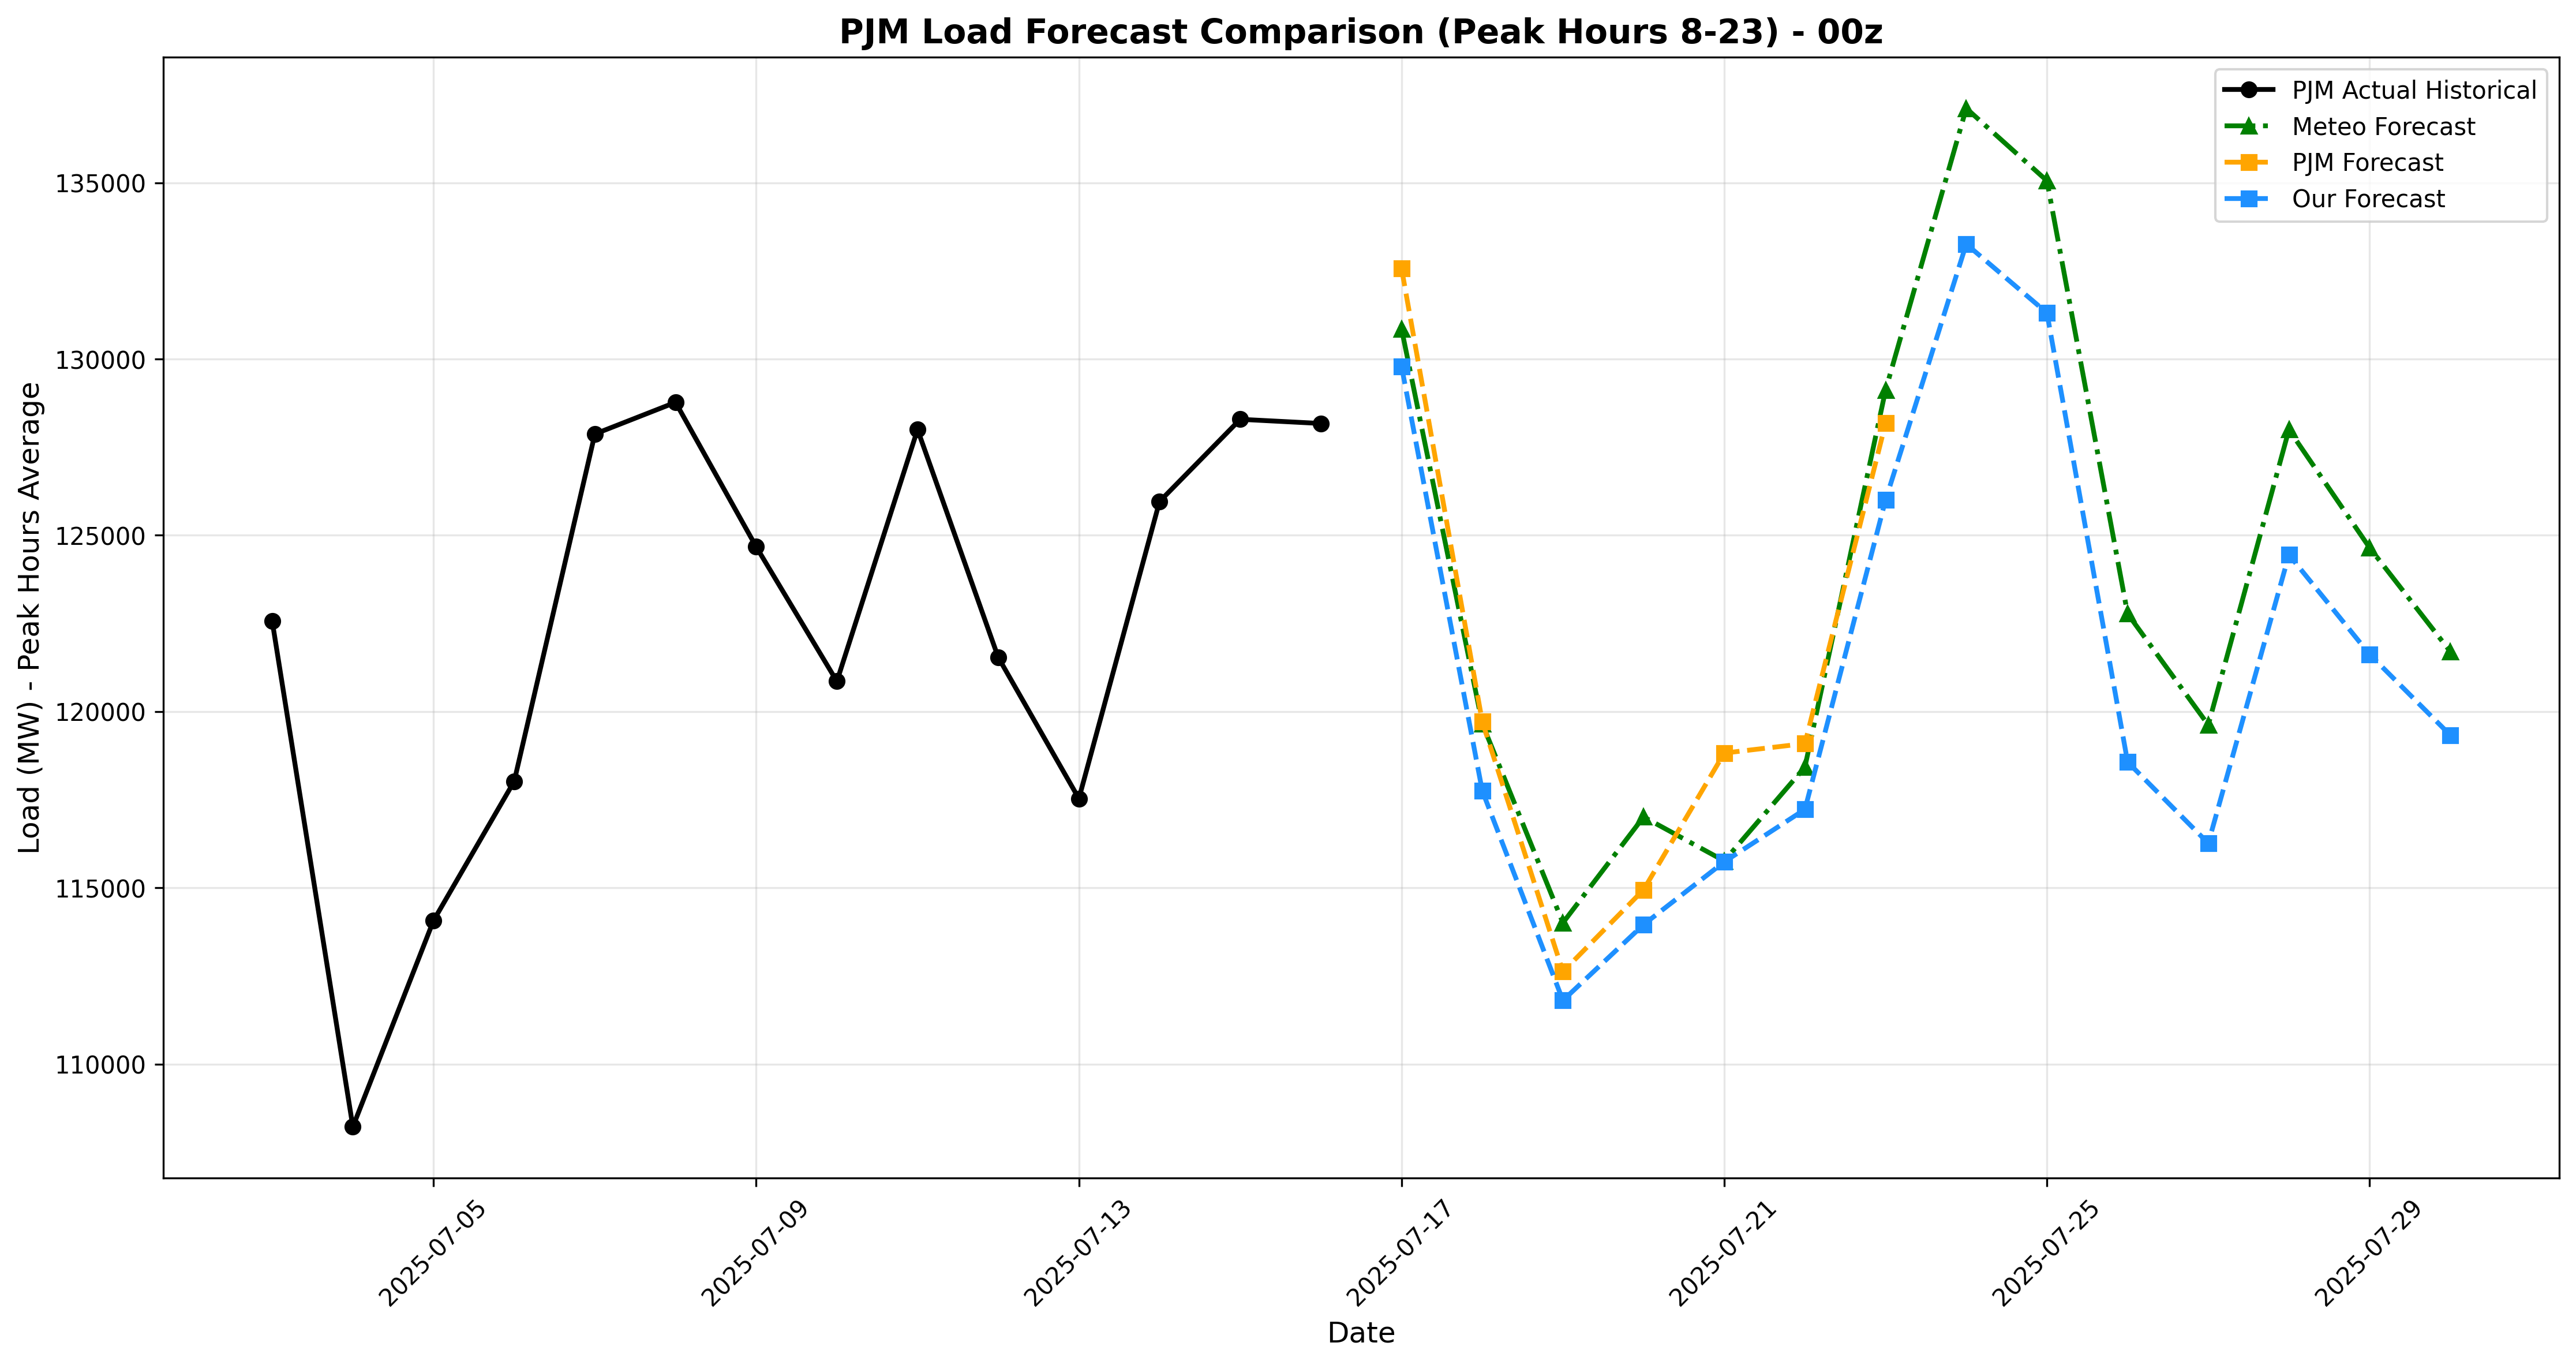 PJM Load Forecast Comparison (Peak Hours 8-23) - 00z
PJM Actual Historical
Meteo Forecast
PJM Forecast
Our Forecast
Load (MW) - Peak Hours Average
135000
130000
125000
120000
115000
110000
2025-07-05
2025-07-09
2025-07-13
2025-07-17
2025-07-21
2025-07-25
2025-07-29
Date